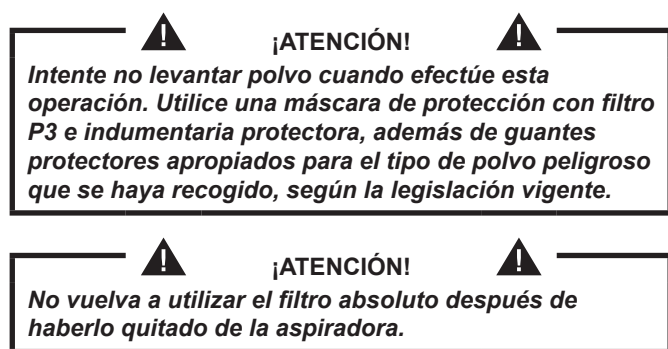 ¡ATENCIÓN!
Intente no levantar polvo cuando efectúe esta
operación. Utilice una máscara de protección con filtro
P3 e indumentaria protectora, además de guantes
protectores apropiados para el tipo de polvo peligroso
que se haya recogido, según la legislación vigente.
¡ATENCIÓN!
No vuelva a utilizar el filtro absoluto después de
haberlo quitado de la aspiradora.